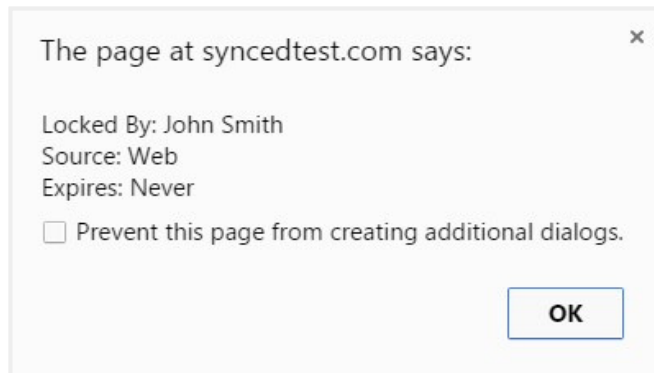 The page at syncedtest.com says:
×
Locked By: John Smith
Source: Web
Expires: Never
Prevent this page from creating additional dialogs.
OK